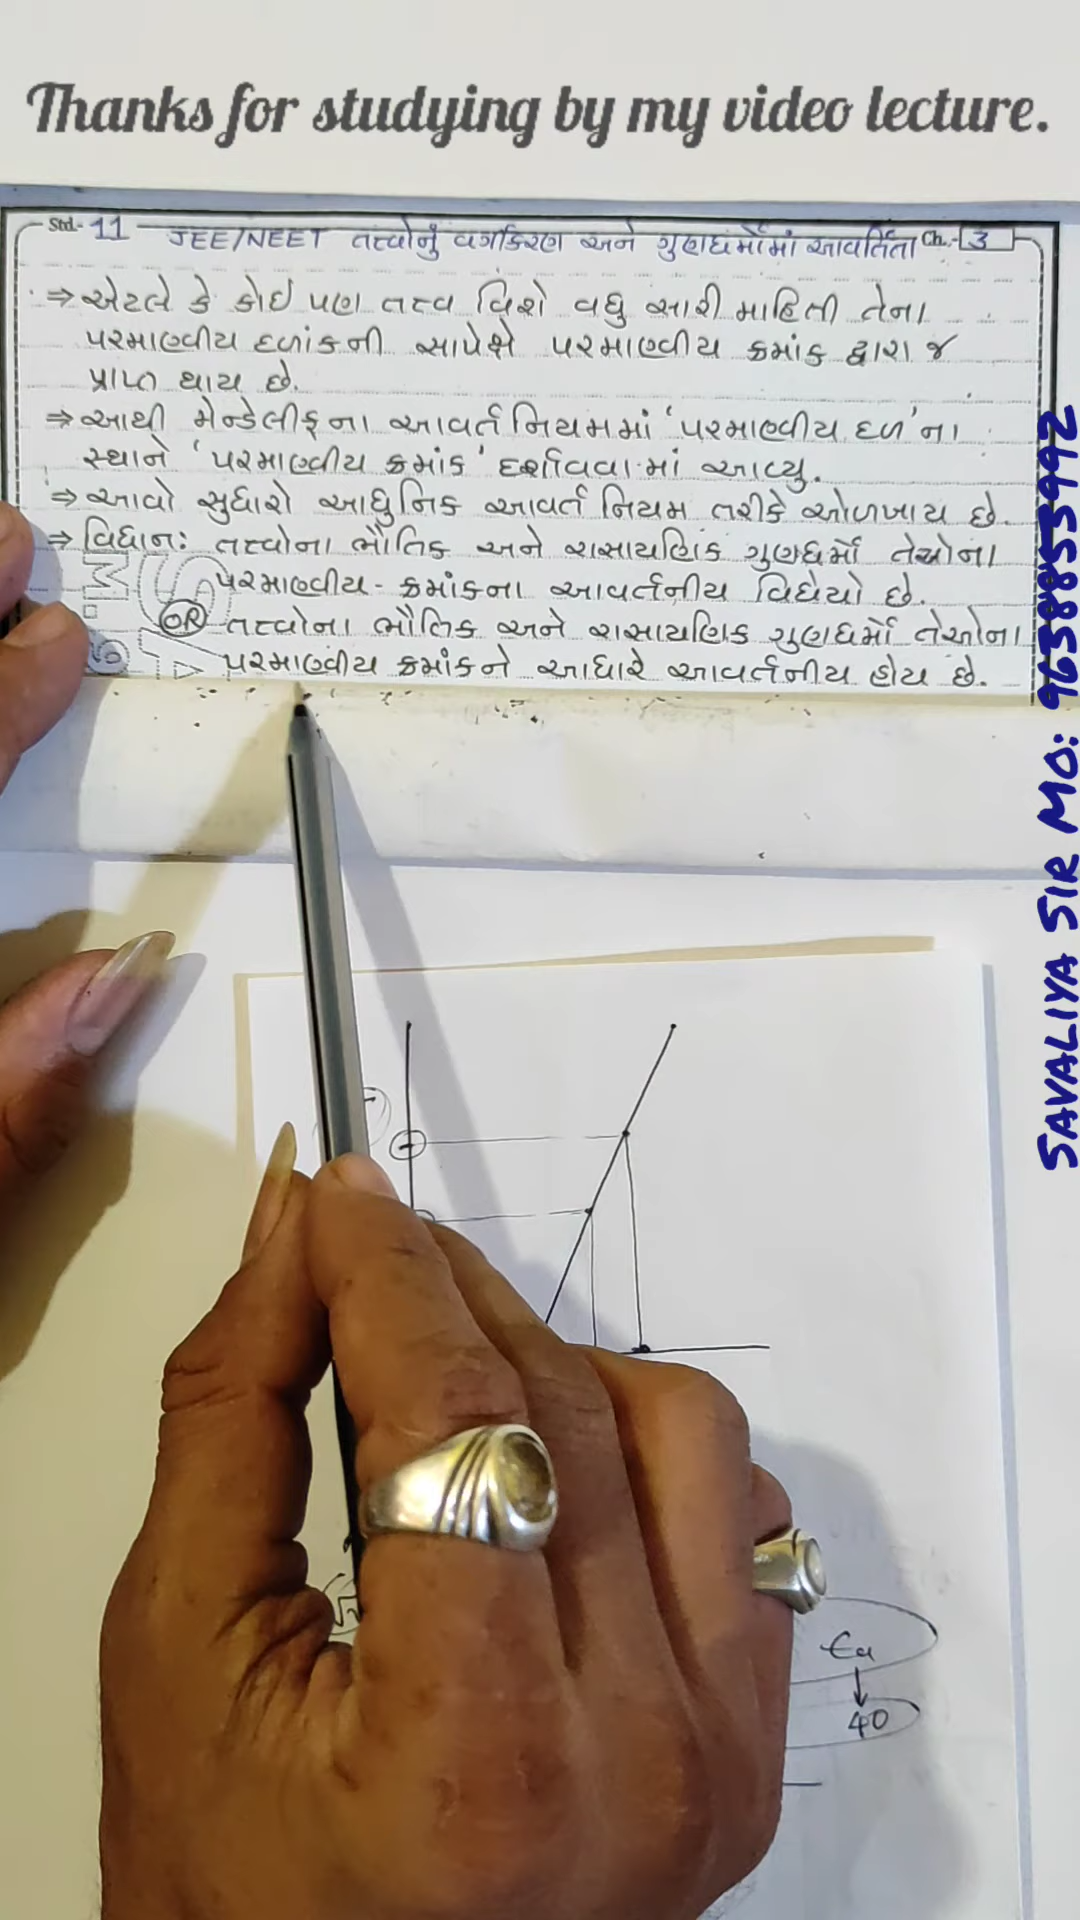 Thanks for studying by my video lecture.
Std.- 11 JEE/NEET તત્ત્વોનું વર્ગીકરણ અને ગુણધર્મોમાં આવર્તિતા Ch.- 3
⇒ એટલે કે કોઈ પણ તત્ત્વ વિશે વધુ સારી માહિતી તેના
પરમાણ્વીય દળાંકની સાપેક્ષે પરમાણ્વીય ક્રમાંક દ્વારા જ
પ્રાપ્ત થાય છે.
⇒ આથી મેન્ડેલીફના આવર્ત નિયમમાં 'પરમાણ્વીય દળ'ના
સ્થાને 'પરમાણ્વીય ક્રમાંક' દર્શાવવામાં આવ્યુ.
⇒ આવો સુધારો આધુનિક આવર્ત નિયમ તરીકે ઓળખાય છે.
⇒ વિધાન: તત્ત્વોના ભૌતિક અને રાસાયણિક ગુણધર્મો તેઓના
પરમાણ્વીય- ક્રમાંકના આવર્તનીય વિધેયો છે.
OR તત્ત્વોના ભૌતિક અને રાસાયણિક ગુણધર્મો તેઓના
પરમાણ્વીય ક્રમાંકને આધારે આવર્તનીય હોય છે.
SAVALIYA SIR MO: 9638855992
Ca
40